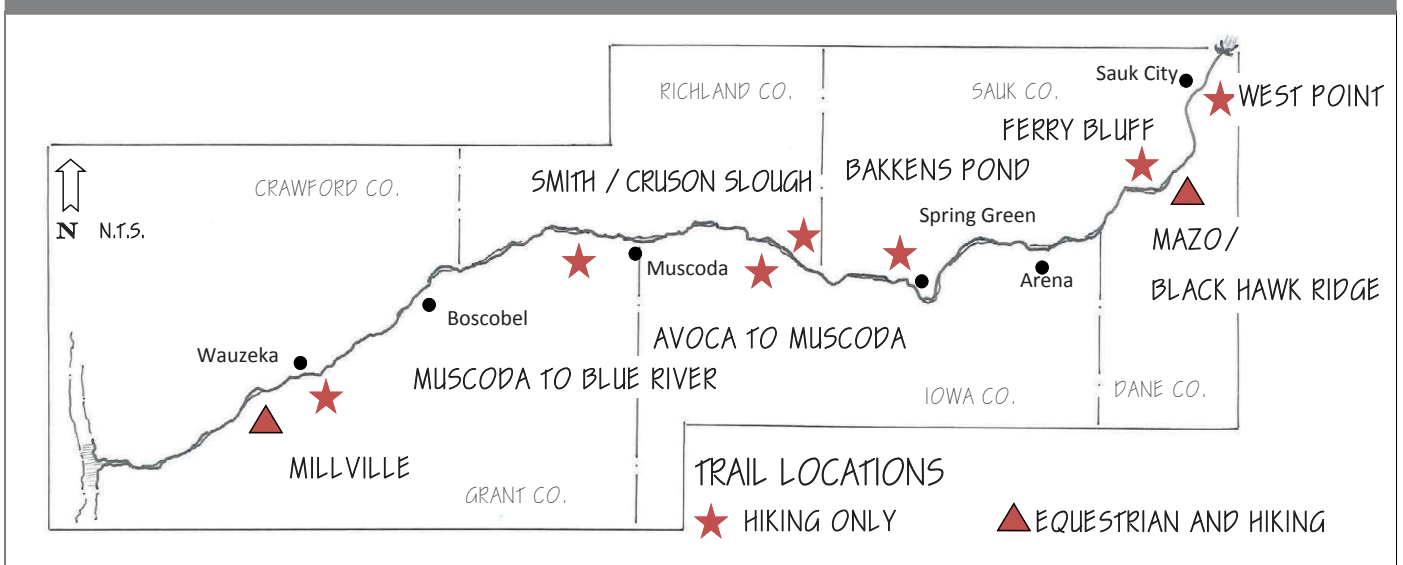 Sauk City
RICHLAND CO.
SAUK CO.
WEST POINT
FERRY BLUFF
BAKKENS POND
SMITH / CRUSON SLOUGH
CRAWFORD CO.
N N.T.S.
Spring Green
MAZO/
BLACK HAWK RIDGE
Muscoda
Arena
Boscobel
AVOCA TO MUSCODA
Wauzeka
MUSCODA TO BLUE RIVER
IOWA CO.
DANE CO.
MILLVILLE
GRANT CO.
TRAIL LOCATIONS
HIKING ONLY
EQUESTRIAN AND HIKING